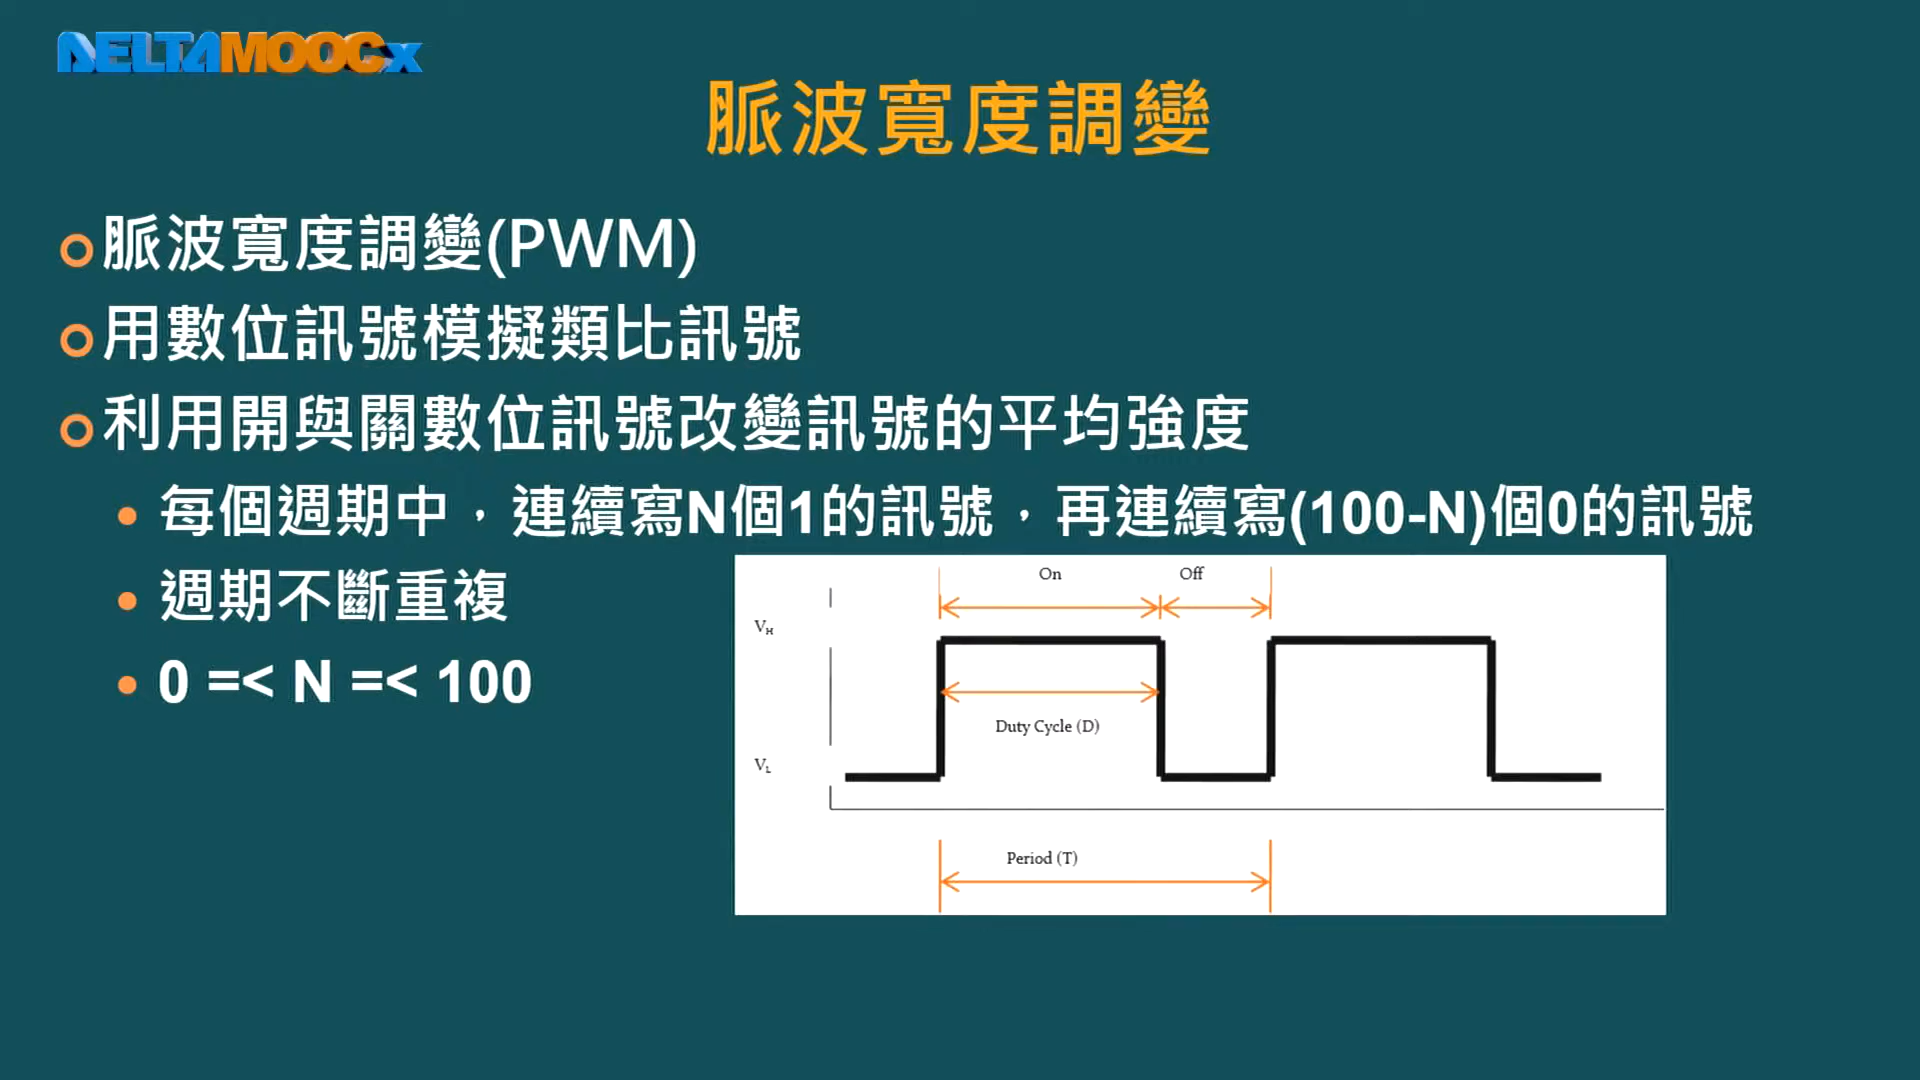 DELTAMOOCx
脈波寬度調變
脈波寬度調變(PWM)
用數位訊號模擬類比訊號
利用開與關數位訊號改變訊號的平均強度
每個週期中，連續寫N個1的訊號，再連續寫(100-N)個0的訊號
週期不斷重複
0 =< N =< 100
On Off
VH
Duty Cycle (D)
VL
Period (T)